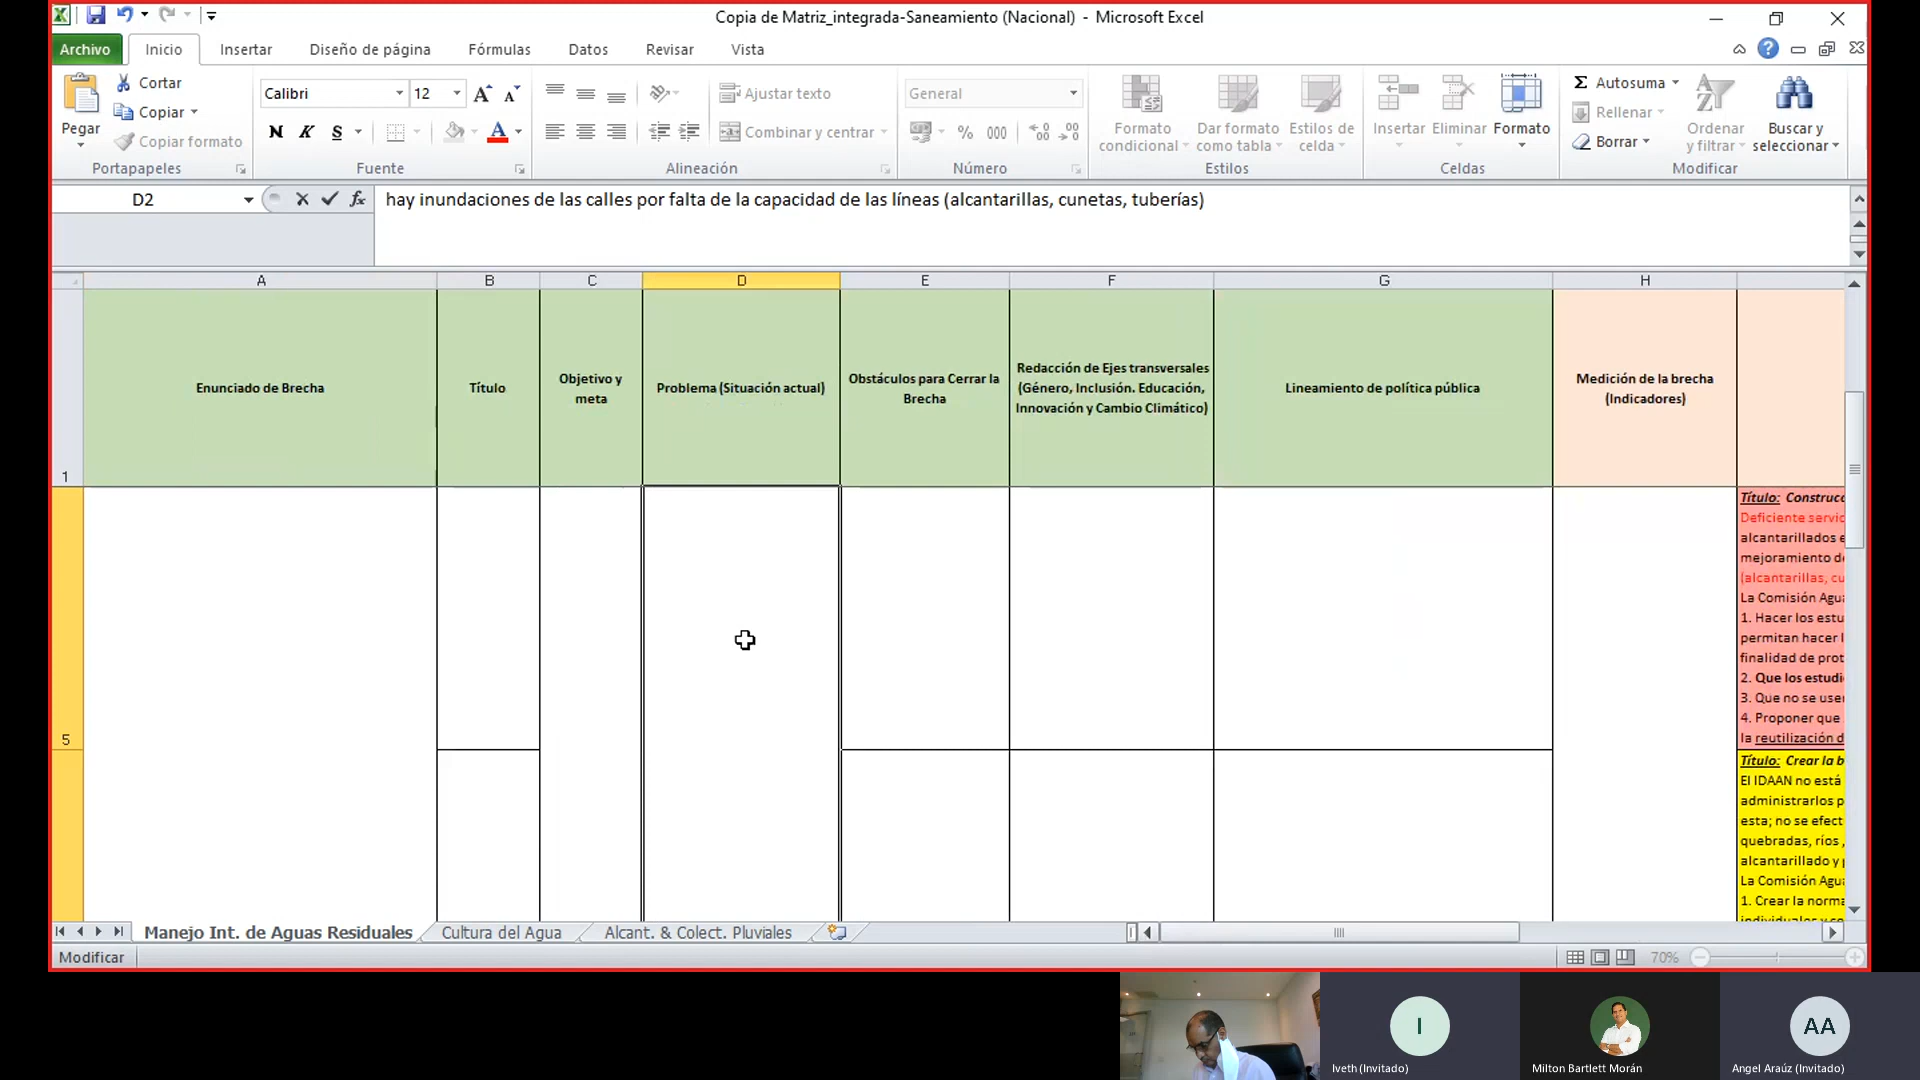 Copia de Matriz_integrada-Saneamiento (Nacional) - Microsoft Excel
Archivo Inicio Insertar Diseño de página Fórmulas Datos Revisar Vista
Pegar
Cortar
Copiar
Copiar formato
Portapapeles
Calibri 12
N K S A
Fuente
Ajustar texto
Combinar y centrar
Alineación
General
% 000
Número
Formato condicional
Dar formato como tabla
Estilos de celda
Estilos
Insertar Eliminar Formato
Celdas
Σ Autosuma
Rellenar
Borrar
Ordenar y filtrar
Buscar y seleccionar
Modificar
D2 fx hay inundaciones de las calles por falta de la capacidad de las líneas (alcantarillas, cunetas, tuberías)
A B C D E F G H
1
Enunciado de Brecha
Título
Objetivo y
meta
Problema (Situación actual)
Obstáculos para Cerrar la
Brecha
Redacción de Ejes transversales
(Género, Inclusión. Educación,
Innovación y Cambio Climático)
Lineamiento de política pública
Medición de la brecha
(Indicadores)
5
Título: Construcc
Deficiente servic
alcantarillados e
mejoramiento de
(alcantarillas, cu
La Comisión Agu
1. Hacer los estu
permitan hacer l
finalidad de prot
2. Que los estudi
3. Que no se use
4. Proponer que
la reutilización d
Título: Crear la b
El IDAAN no está
administrarlos p
esta; no se efect
quebradas, ríos ,
alcantarillado y
La Comisión Agu
1. Crear la norma
Manejo Int. de Aguas Residuales Cultura del Agua Alcant. & Colect. Pluviales
Modificar 70%
I
AA
Iveth (Invitado)
Milton Bartlett Morán
Angel Araúz (Invitado)